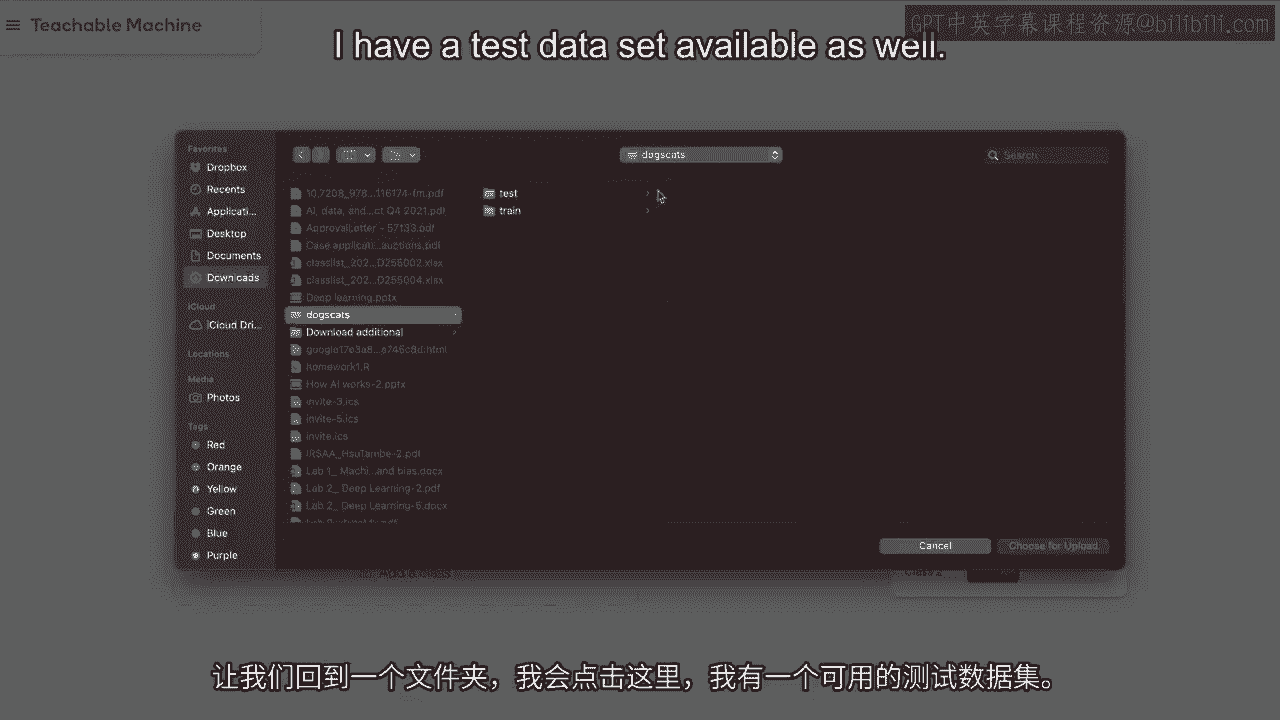 Teachable Machine
GPT中英字幕课程资源@bilibili.com
I have a test data set available as well.
Favorites
Dropbox
Recents
Applicati...
Desktop
Documents
Downloads
iCloud
iCloud Dri...
Locations
Media
Photos
Tags
Red
Orange
Yellow
Green
Blue
Purple
dogscats
Search
10.7208_978...116174-fm.pdf
AI, data, and...ct Q4 2021.pdf
ApprovalLetter - 57133.pdf
Case applicati...auctions.pdf
classlist_202...D255002.xlsx
classlist_202...D255004.xlsx
Deep learning.pptx
dogscats
Download additional
homework1.R
How AI works-2.pptx
invite-3.ics
invite-5.ics
invite.ics
Lab 1_ Machi...and bias.docx
Lab 2_ Deep Learning-2.pdf
Lab 2_ Deep Learning-6.docx
test
train
Cancel
Choose for Upload
让我们回到一个文件夹，我会点击这里，我有一个可用的测试数据集。